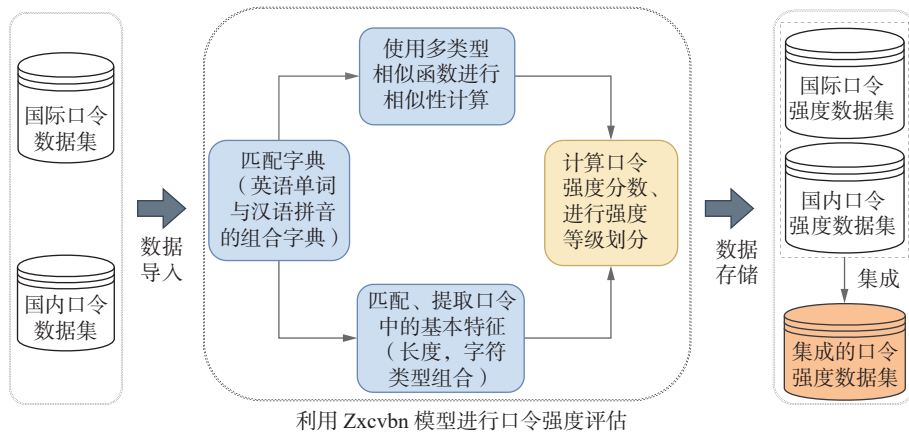 国际口令
数据集
国内口令
数据集
数据
导入
匹配字典
（英语单词
与汉语拼音
的组合字典）
使用多类型
相似函数进行
相似性计算
匹配、提取口令
中的基本特征
（长度，字符
类型组合）
计算口令
强度分数、
进行强度
等级划分
数据
存储
国际口令
强度数据集
国内口令
强度数据集
集成
集成的口令
强度数据集
利用 Zxcvbn 模型进行口令强度评估